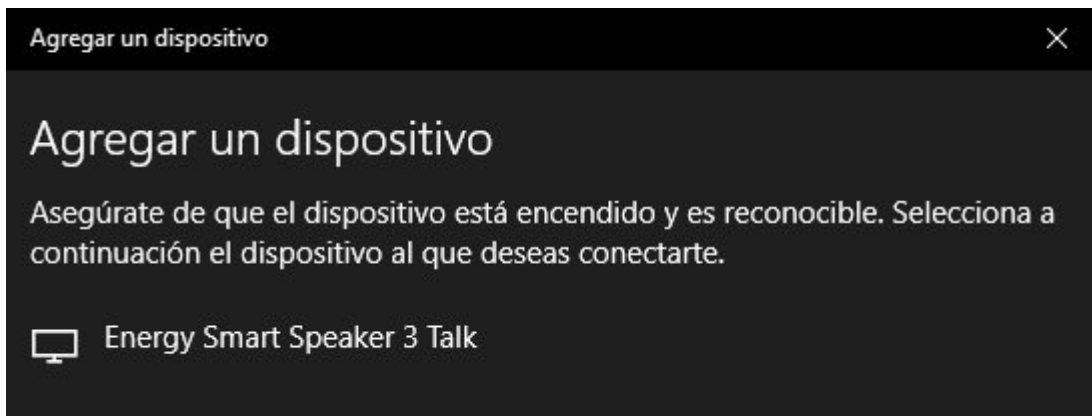 Agregar un dispositivo
Agregar un dispositivo
Asegúrate de que el dispositivo está encendido y es reconocible. Selecciona a
continuación el dispositivo al que deseas conectarte.
Energy Smart Speaker 3 Talk